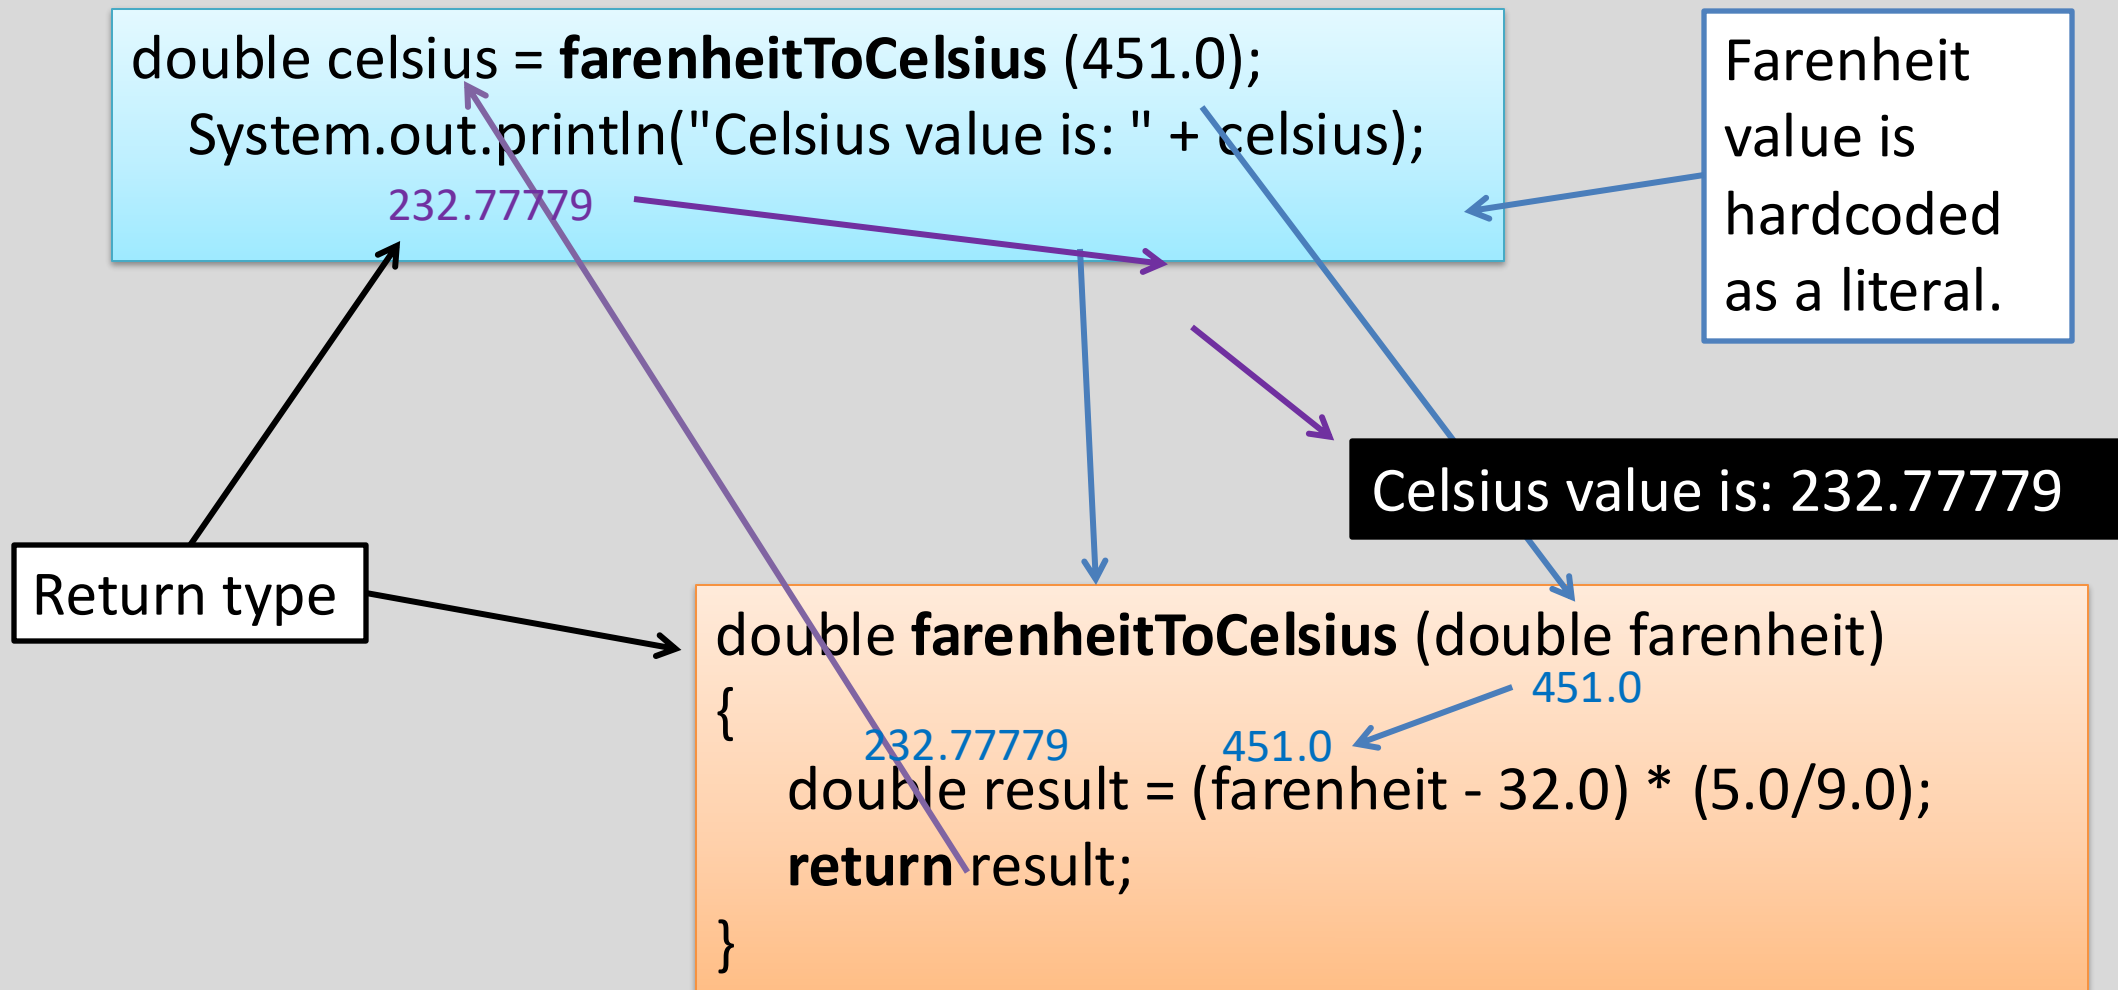 double celsius = farenheitToCelsius (451.0);
System.out.println("Celsius value is: " + celsius);
232.77779
Farenheit
value is
hardcoded
as a literal.
Celsius value is: 232.77779
Return type
double farenheitToCelsius (double farenheit)
451.0
{
232.77779 451.0
double result = (farenheit - 32.0) * (5.0/9.0);
return result;
}